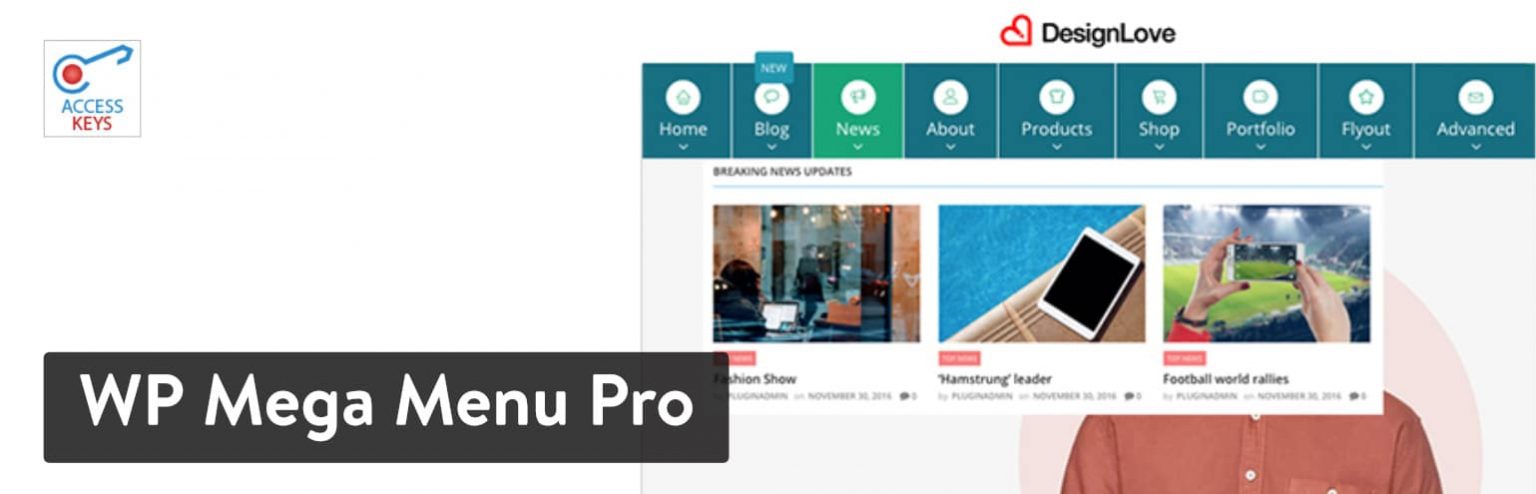 ACCESS
KEYS
DesignLove
NEW
Home
Blog
News
About
Products
Shop
Portfolio
Flyout
Advanced
BREAKING NEWS UPDATES
NEWS
TOP NEWS
TOP NEWS
Fashion Show
'Hamstrung' leader
Football world rallies
by PLUGINADMIN on NOVEMBER 30, 2016 0
by PLUGINADMIN on NOVEMBER 30, 2016 0
by PLUGINADMIN on NOVEMBER 30, 2016 0
WP Mega Menu Pro